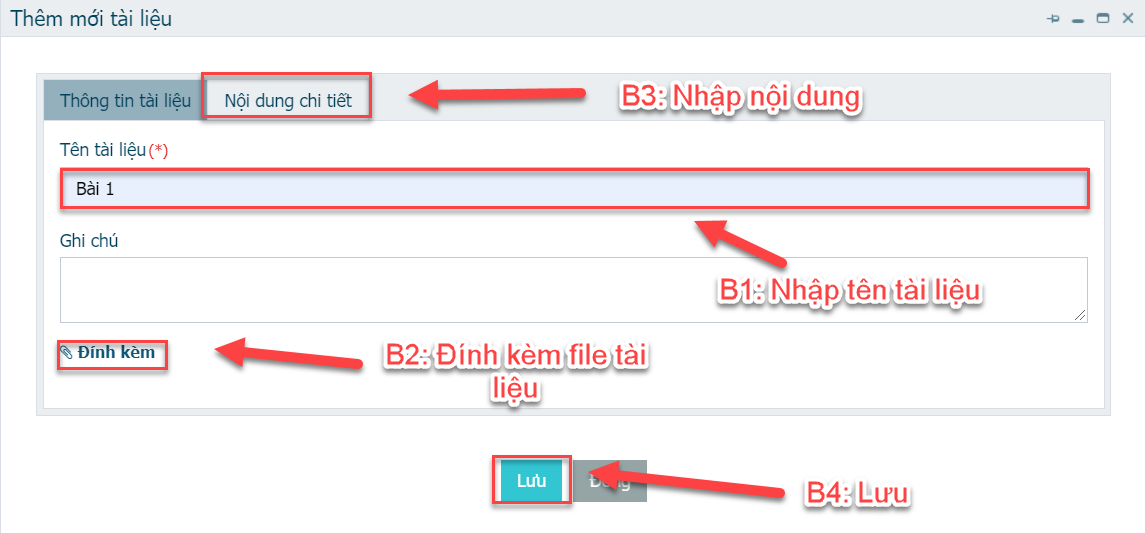 Thêm mới tài liệu
Thông tin tài liệu
Nội dung chi tiết
B3: Nhập nội dung
Tên tài liệu(*)
Bài 1
Ghi chú
B1: Nhập tên tài liệu
Đính kèm
B2: Đính kèm file tài
liệu
Lưu
B4: Lưu